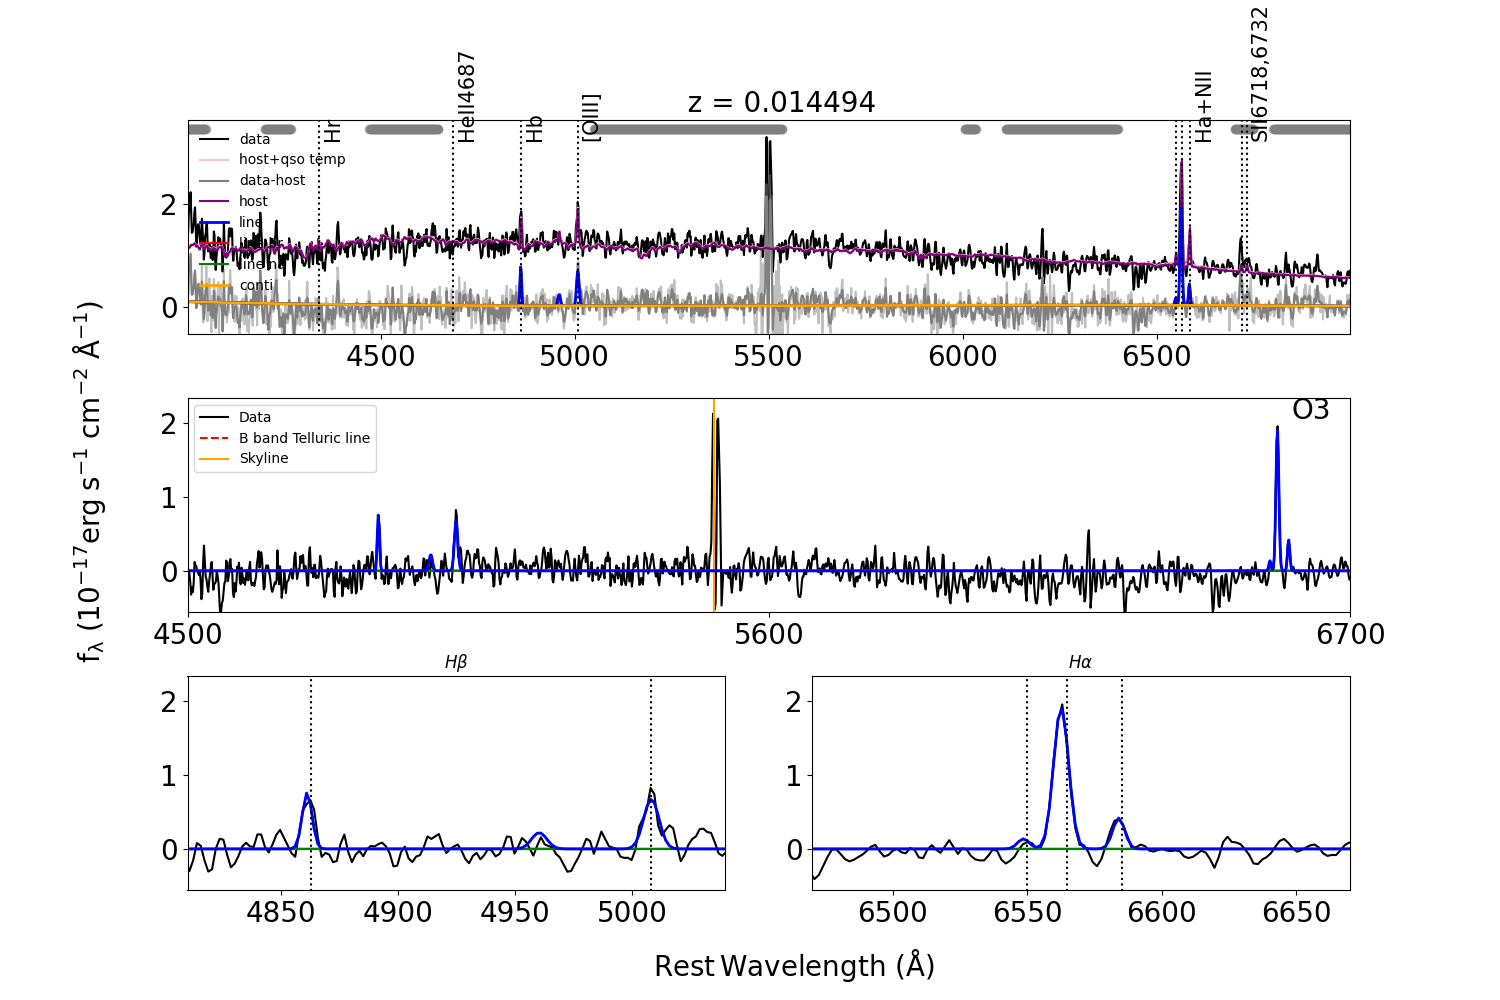 z = 0.014494
Hr
HeII4687
Hb
[OIII]
Ha+NII
SII6718,6732
data
host+qso temp
data-host
host
line
conti
2
0
4500 5000 5500 6000 6500
O3
Data
B band Telluric line
Skyline
2
1
0
4500 5600 6700
fλ (10⁻¹⁷erg s⁻¹ cm⁻² Å⁻¹)
Hβ
2
1
0
4850 4900 4950 5000
Hα
2
1
0
6500 6550 6600 6650
Rest Wavelength (Å)